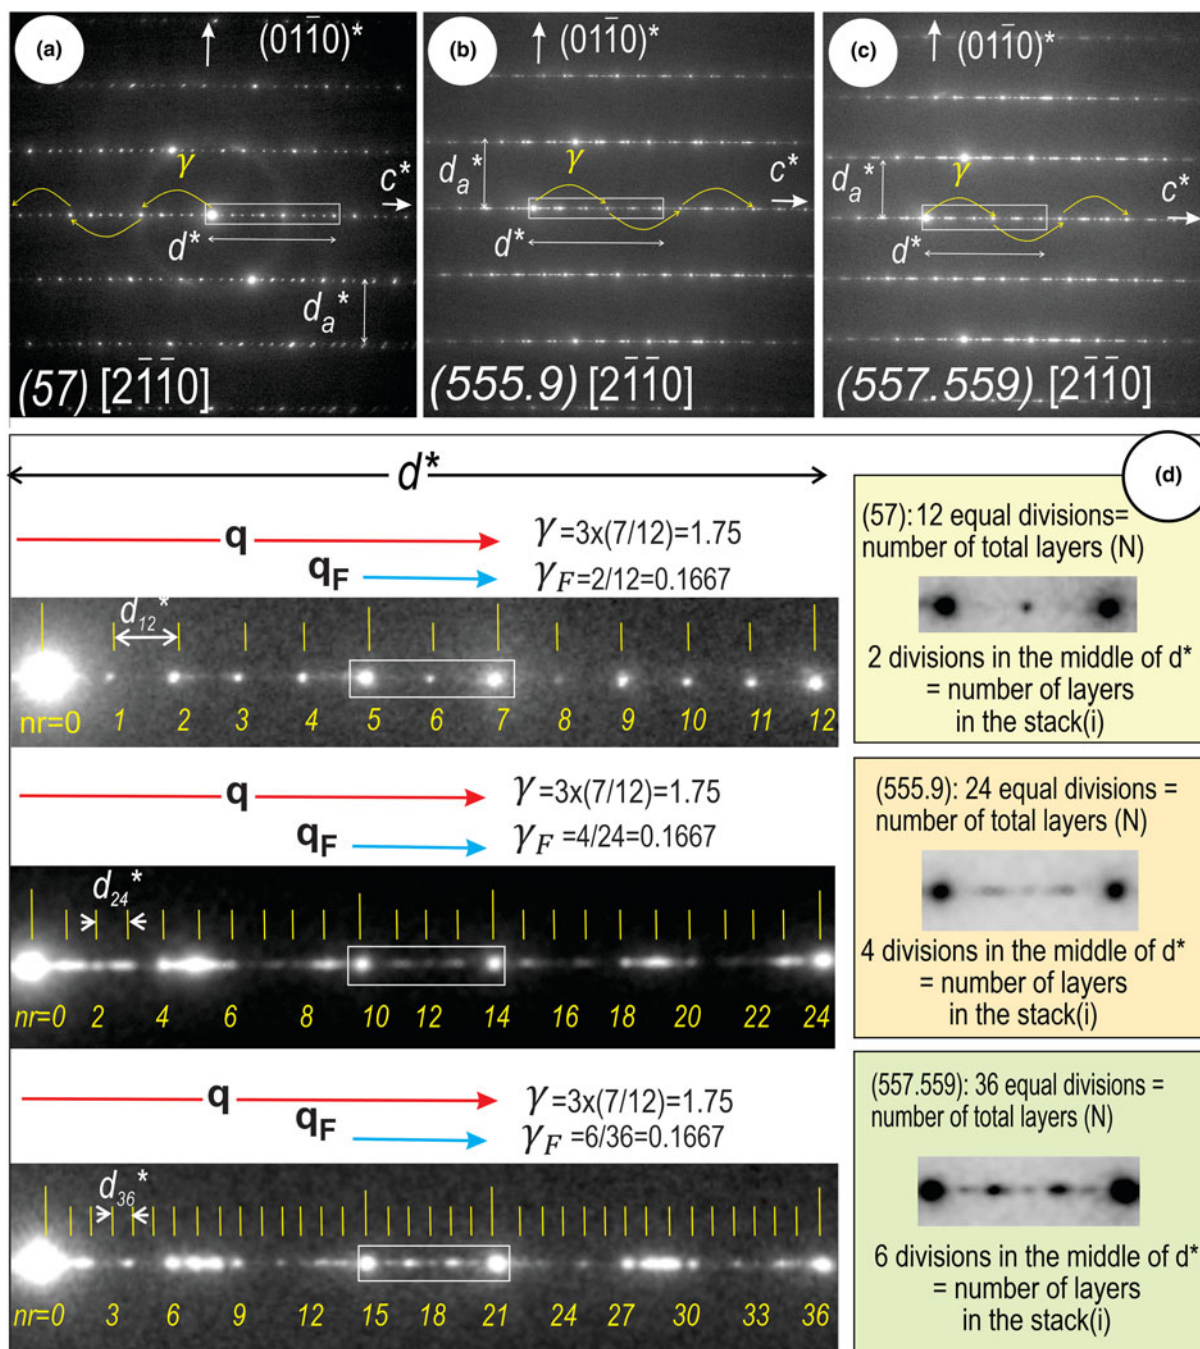 (a)
(01̄10)*
γ
c*
d*
d_a*
(57) [21̄1̄0]
(b)
(01̄10)*
d_a*
γ
c*
d*
(555.9) [21̄1̄0]
(c)
(01̄10)*
d_a*
γ
c*
d*
(557.559) [21̄1̄0]
(d)
d*
q
γ=3x(7/12)=1.75
q_F
γ_F=2/12=0.1667
d_12*
nr=0 1 2 3 4 5 6 7 8 9 10 11 12
(57): 12 equal divisions=
number of total layers (N)
2 divisions in the middle of d*
= number of layers
in the stack(i)
q
γ=3x(7/12)=1.75
q_F
γ_F =4/24=0.1667
d_24*
nr=0 2 4 6 8 10 12 14 16 18 20 22 24
(555.9): 24 equal divisions =
number of total layers (N)
4 divisions in the middle of d*
= number of layers
in the stack(i)
q
γ=3x(7/12)=1.75
q_F
γ_F =6/36=0.1667
d_36*
nr=0 3 6 9 12 15 18 21 24 27 30 33 36
(557.559): 36 equal divisions =
number of total layers (N)
6 divisions in the middle of d*
= number of layers
in the stack(i)